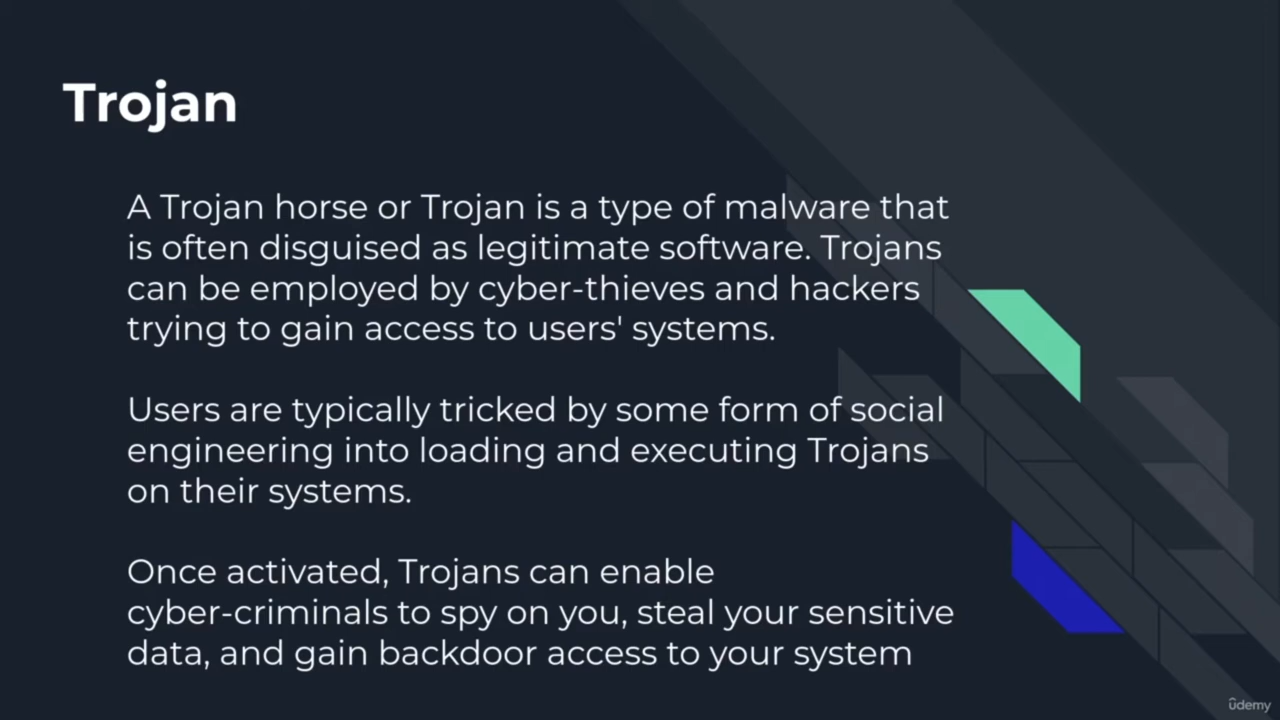 Trojan
A Trojan horse or Trojan is a type of malware that
is often disguised as legitimate software. Trojans
can be employed by cyber-thieves and hackers
trying to gain access to users' systems.
Users are typically tricked by some form of social
engineering into loading and executing Trojans
on their systems.
Once activated, Trojans can enable
cyber-criminals to spy on you, steal your sensitive
data, and gain backdoor access to your system
udemy